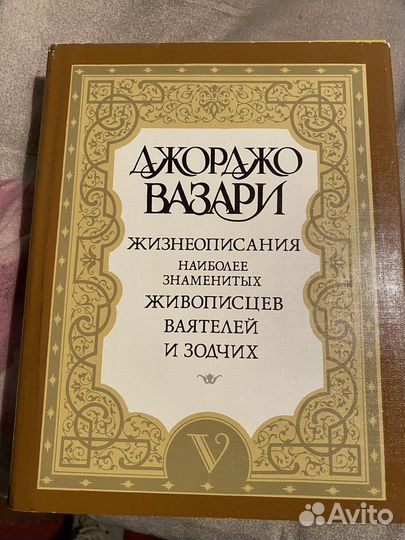 ДЖОРДЖО
ВАЗАРИ
ЖИЗНЕОПИСАНИЯ
НАИБОЛЕЕ
ЗНАМЕНИТЫХ
ЖИВОПИСЦЕВ
ВАЯТЕЛЕЙ
И ЗОДЧИХ
V
Avito